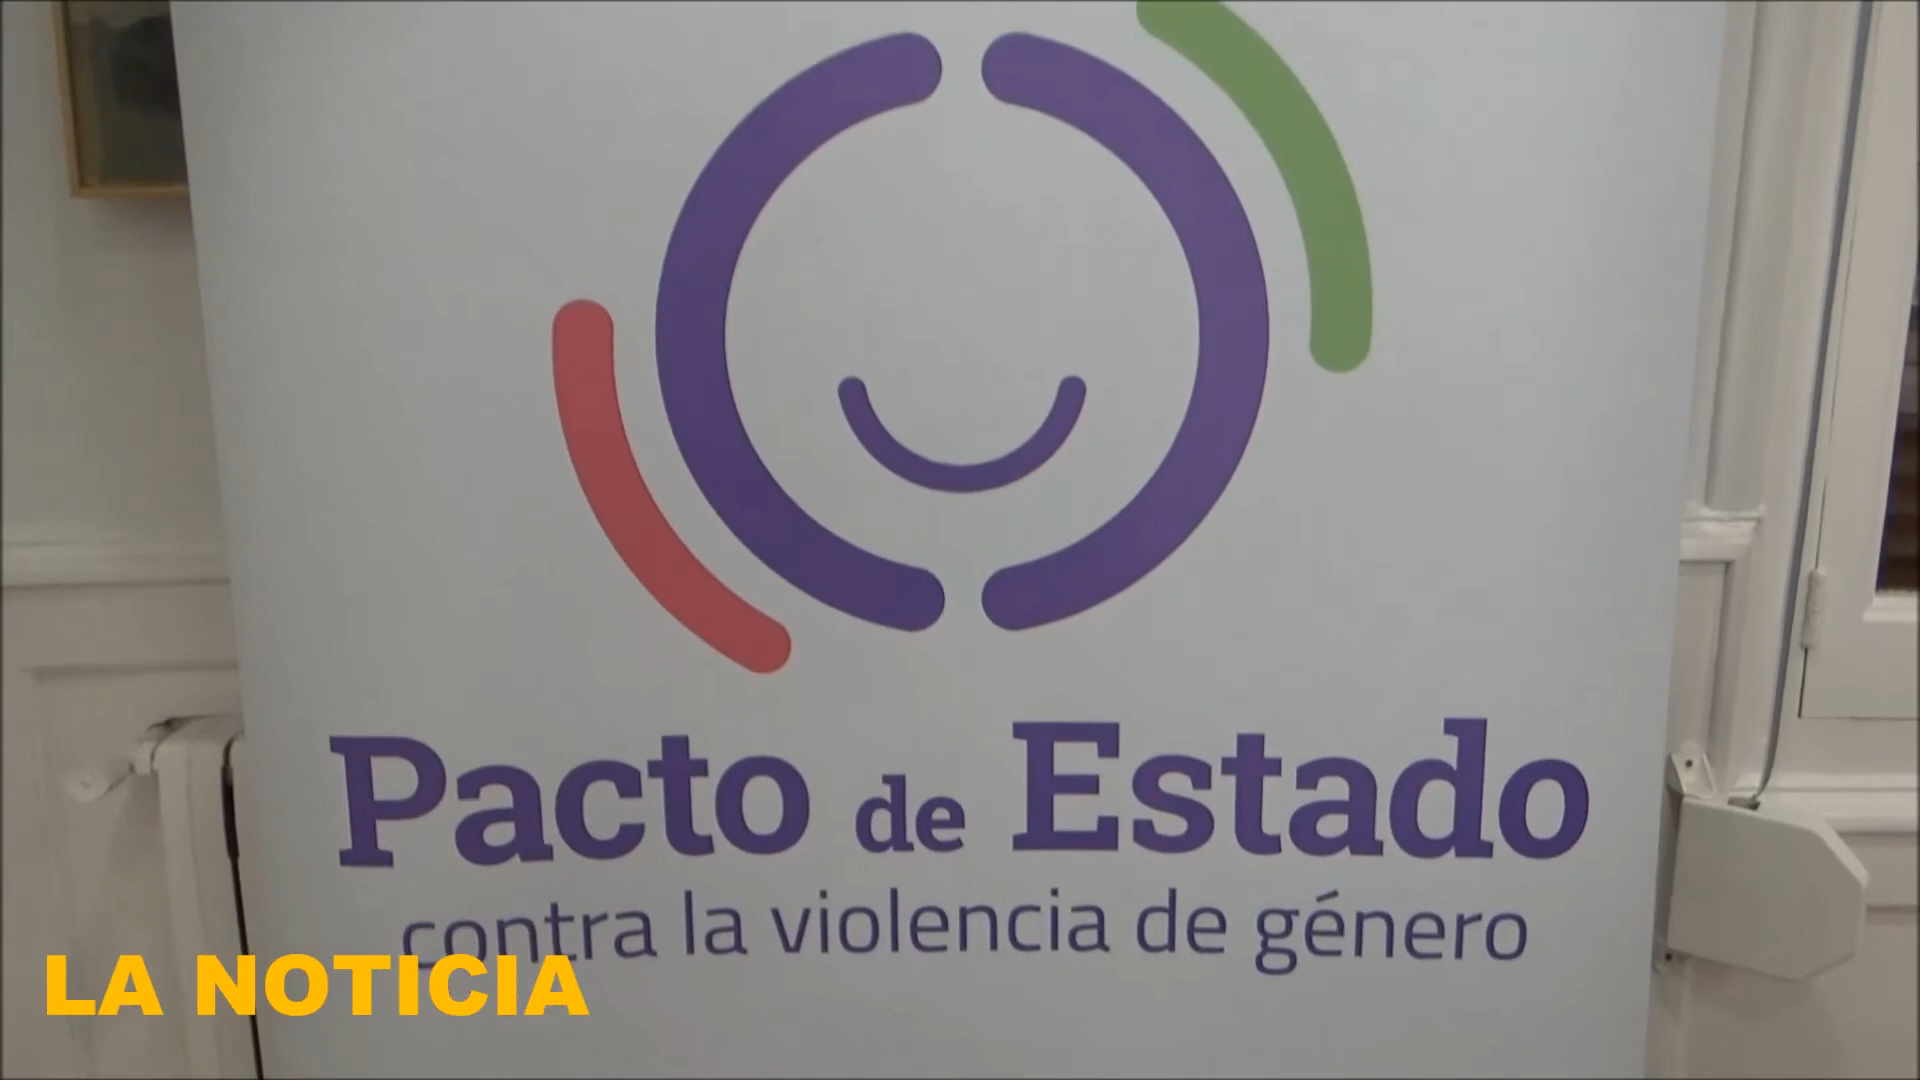 Pacto de Estado
contra la violencia de género
LA NOTICIA